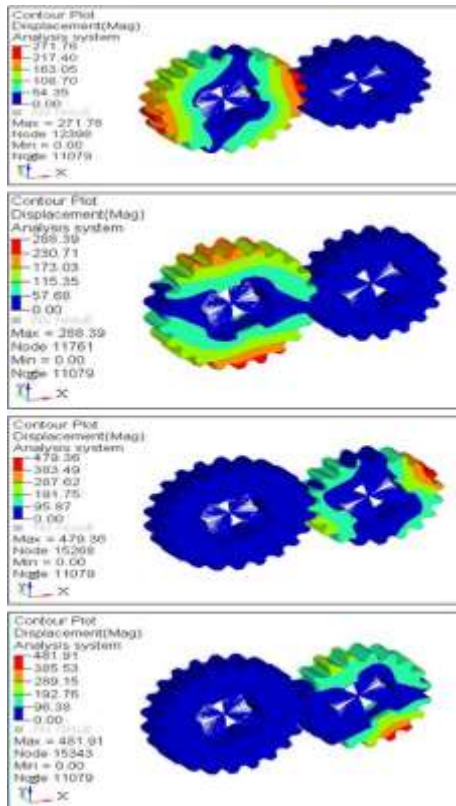 Contour Plot
Displacement(Mag)
Analysis system
271.76
217.40
163.05
108.70
54.35
0.00
Max = 271.76
Node 12398
Min = 0.00
Node 11079
Y
X
Contour Plot
Displacement(Mag)
Analysis system
288.39
230.71
173.03
115.35
57.68
0.00
Max = 288.39
Node 11761
Min = 0.00
Node 11079
Y
X
Contour Plot
Displacement(Mag)
Analysis system
479.36
383.49
287.62
191.75
95.87
0.00
Max = 479.36
Node 15268
Min = 0.00
Node 11079
Y
X
Contour Plot
Displacement(Mag)
Analysis system
481.91
385.53
289.15
192.76
96.38
0.00
Max = 481.91
Node 15343
Min = 0.00
Node 11079
Y
X